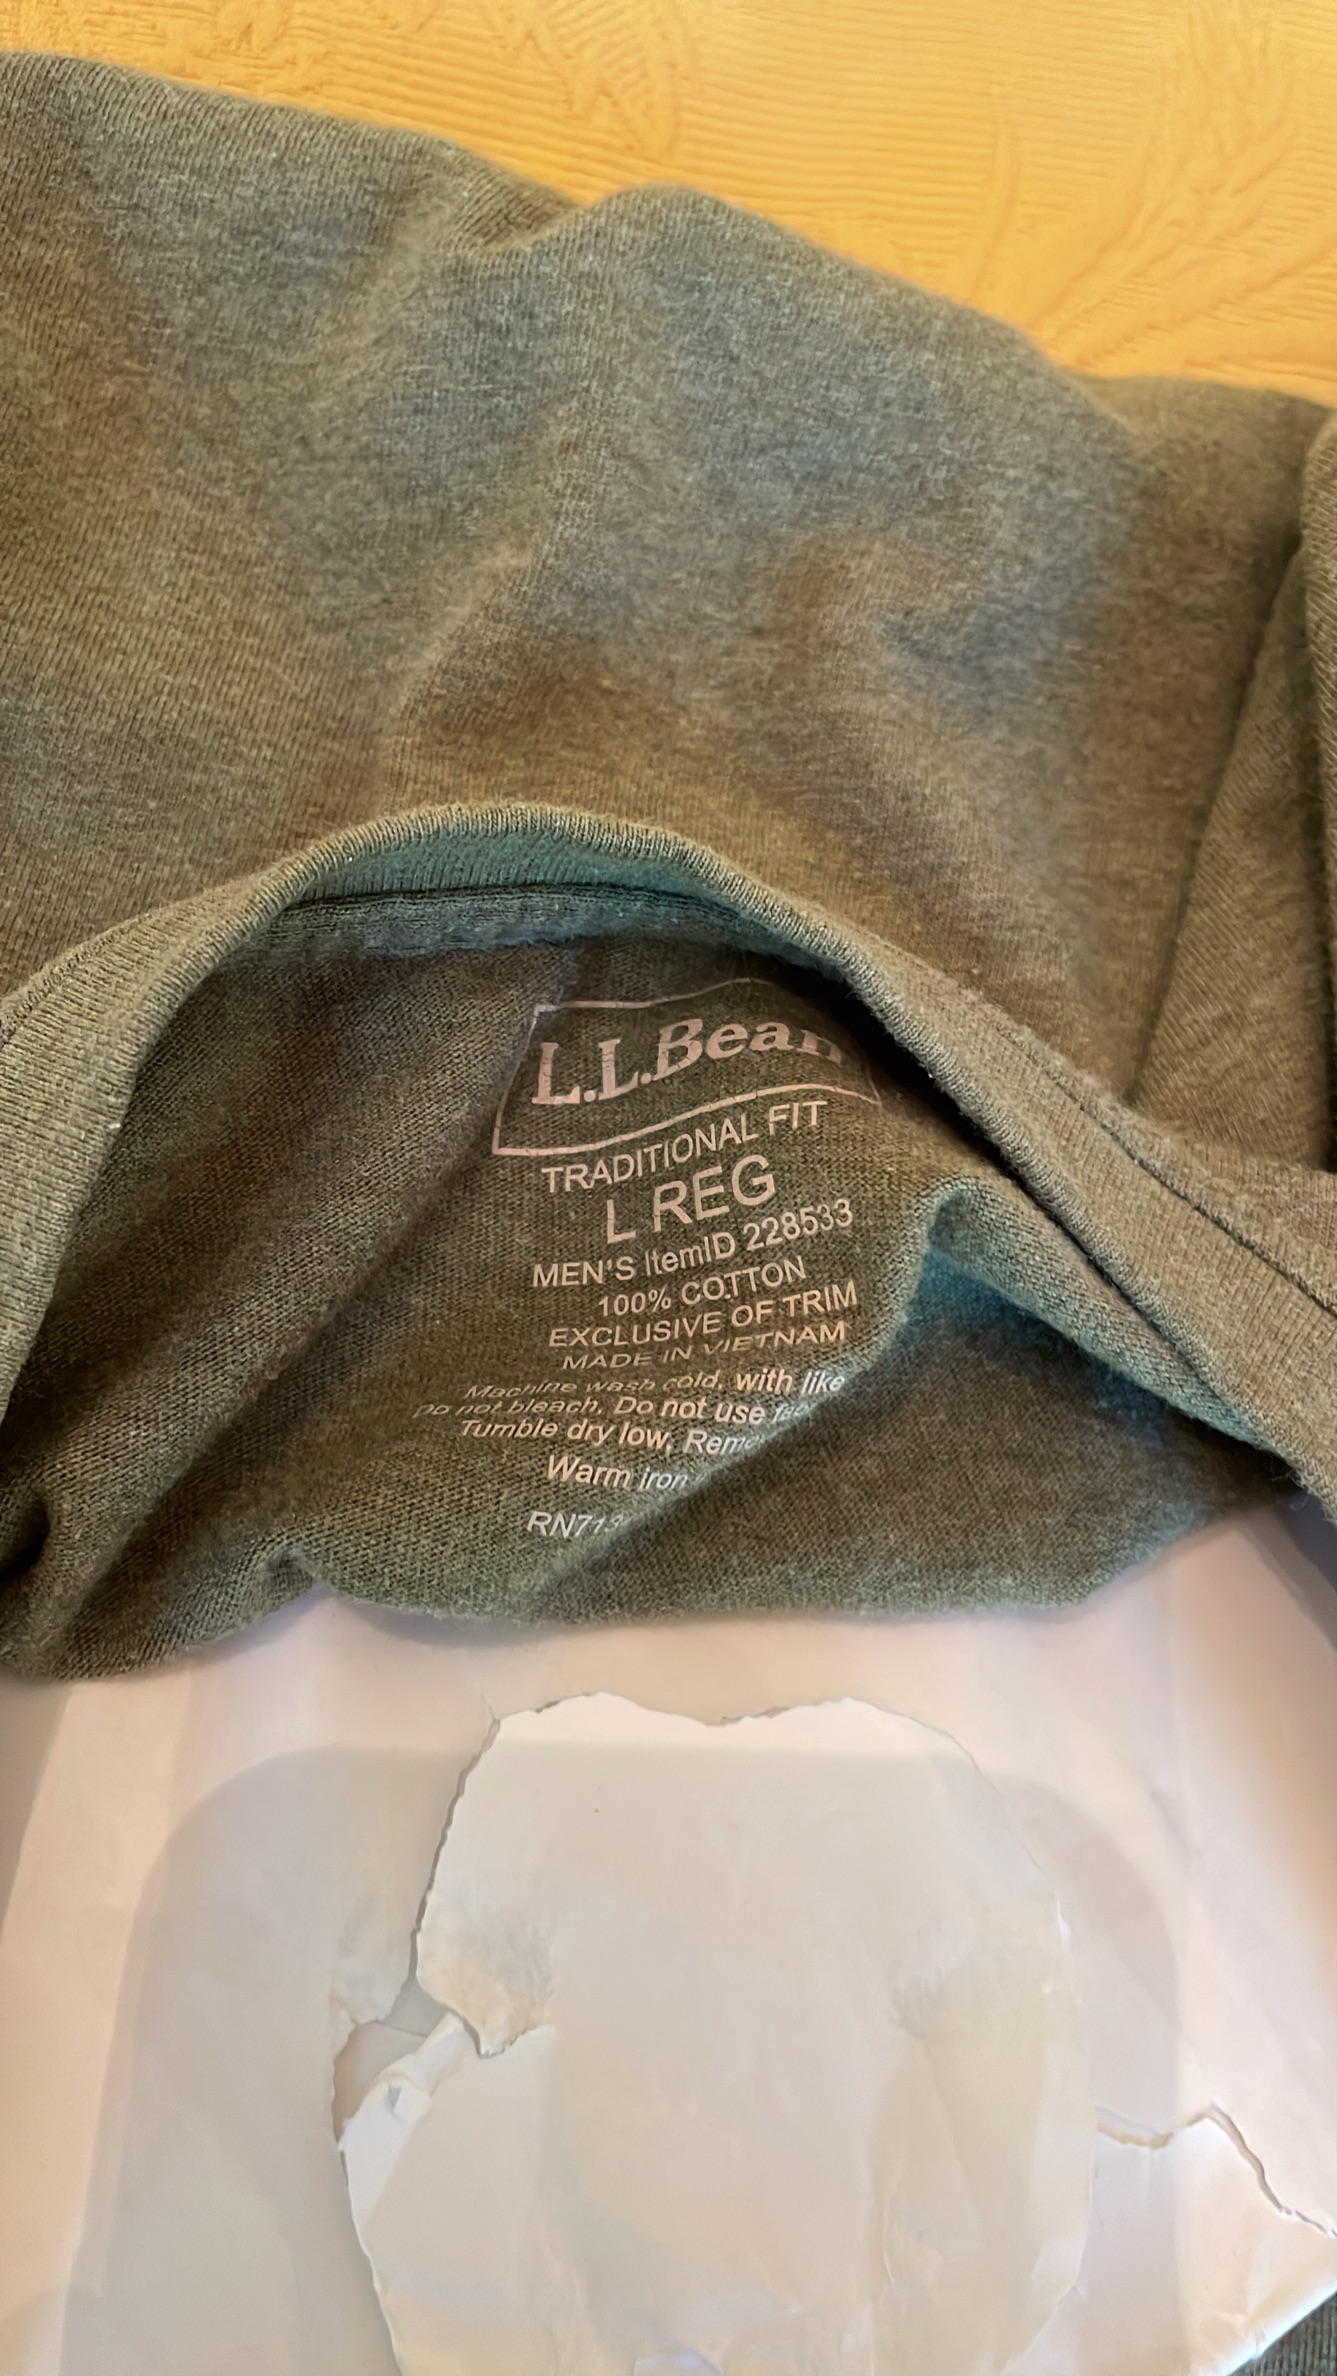 L.L.Bean
TRADITIONAL FIT
L REG
MEN'S ItemID 228533
100% COTTON
EXCLUSIVE OF TRIM
MADE IN VIETNAM
Machine wash cold, with like
Do not bleach, Do not use
Tumble dry low,
Warm iron